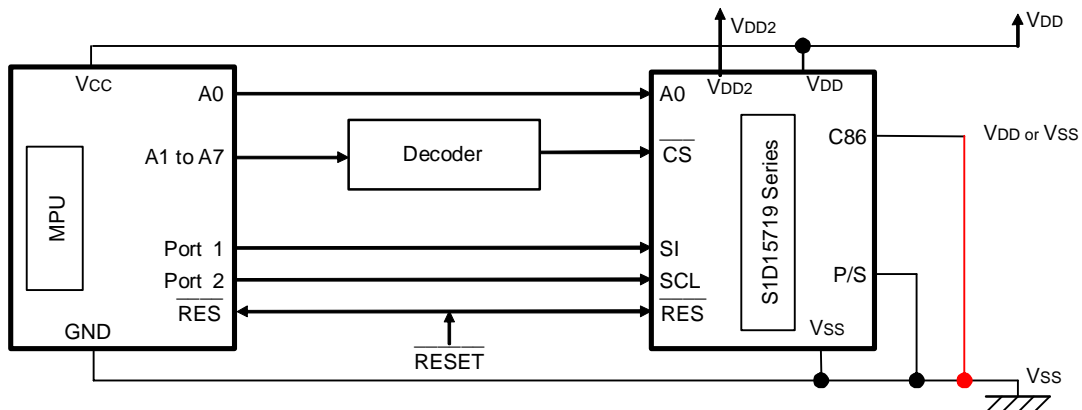 VDD2
VDD
VCC
VDD2
VDD
A0
A0
C86
VDD or VSS
A1 to A7
Decoder
CS
MPU
S1D15719 Series
Port 1
SI
Port 2
SCL
P/S
RES
RES
GND
RESET
VSS
VSS